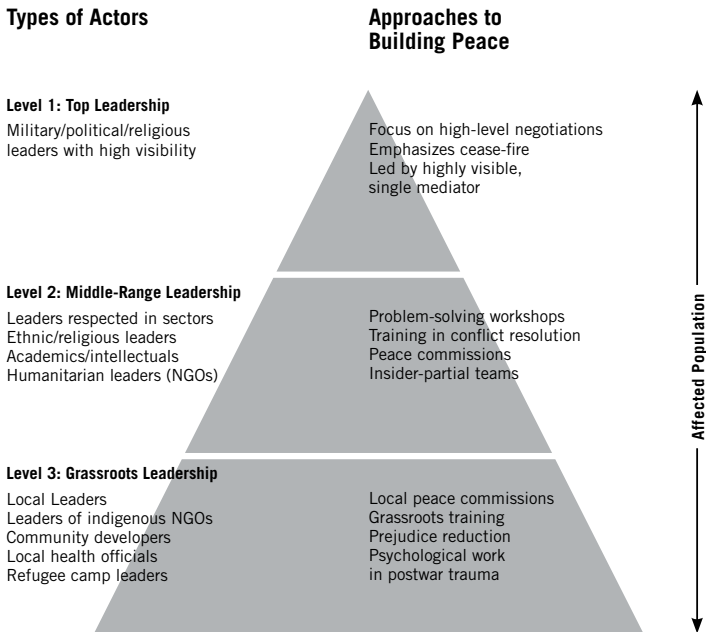 Types of Actors
Approaches to
Building Peace
Level 1: Top Leadership
Military/political/religious
leaders with high visibility
Focus on high-level negotiations
Emphasizes cease-fire
Led by highly visible,
single mediator
Level 2: Middle-Range Leadership
Leaders respected in sectors
Ethnic/religious leaders
Academics/intellectuals
Humanitarian leaders (NGOs)
Problem-solving workshops
Training in conflict resolution
Peace commissions
Insider-partial teams
Level 3: Grassroots Leadership
Local Leaders
Leaders of indigenous NGOs
Community developers
Local health officials
Refugee camp leaders
Local peace commissions
Grassroots training
Prejudice reduction
Psychological work
in postwar trauma
Affected Population